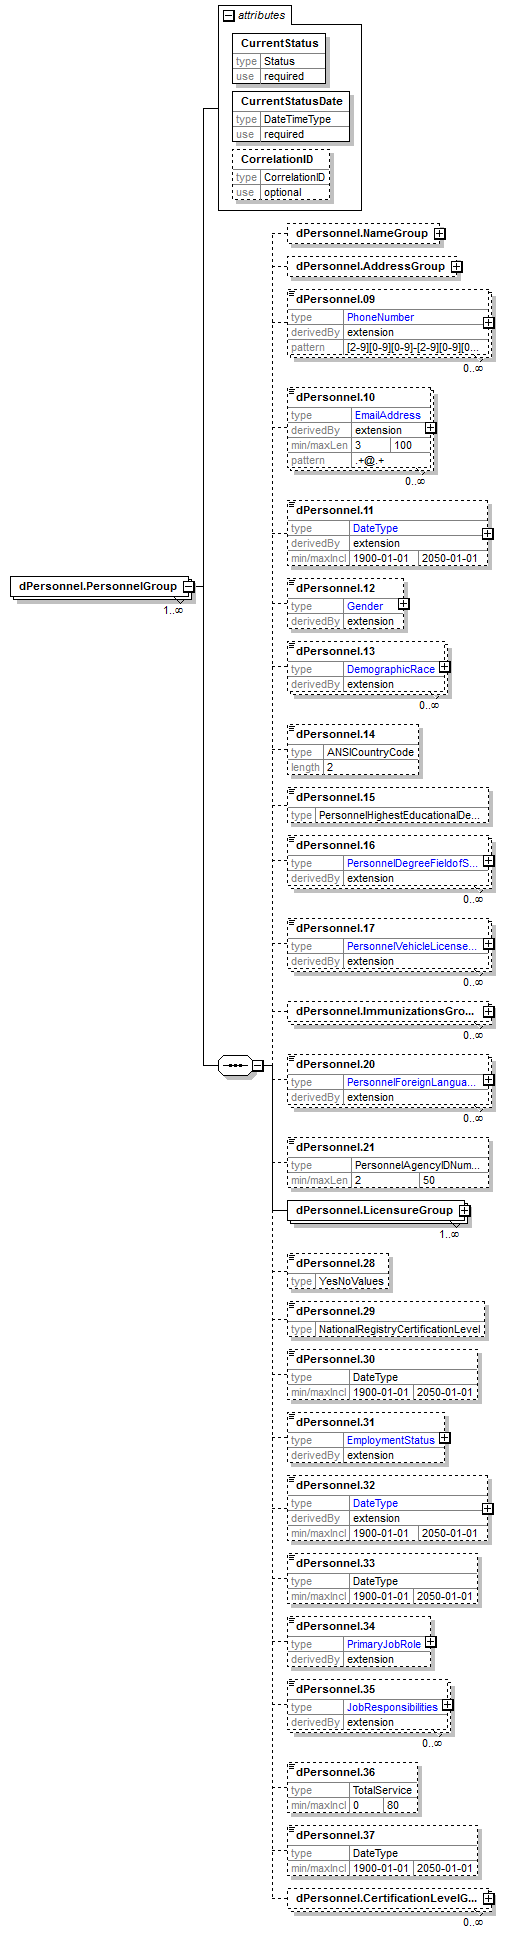 attributes
CurrentStatus
type Status
use required
CurrentStatusDate
type DateTimeType
use required
CorrelationID
type CorrelationID
use optional
dPersonnel.NameGroup
dPersonnel.AddressGroup
dPersonnel.09
type PhoneNumber
derivedBy extension
pattern [2-9][0-9][0-9]-[2-9][0-9][0...
0..∞
dPersonnel.10
type EmailAddress
derivedBy extension
min/maxLen 3 100
pattern .+@.+
0..∞
dPersonnel.11
type DateType
derivedBy extension
min/maxIncl 1900-01-01 2050-01-01
dPersonnel.12
type Gender
derivedBy extension
dPersonnel.PersonnelGroup
1..∞
dPersonnel.13
type DemographicRace
derivedBy extension
0..∞
dPersonnel.14
type ANSICountryCode
length 2
dPersonnel.15
type PersonnelHighestEducationalDe...
dPersonnel.16
type PersonnelDegreeFieldofS...
derivedBy extension
0..∞
dPersonnel.17
type PersonnelVehicleLicense...
derivedBy extension
0..∞
dPersonnel.ImmunizationsGro...
0..∞
dPersonnel.20
type PersonnelForeignLangua...
derivedBy extension
0..∞
dPersonnel.21
type PersonnelAgencyIDNum...
min/maxLen 2 50
dPersonnel.LicensureGroup
1..∞
dPersonnel.28
type YesNoValues
dPersonnel.29
type NationalRegistryCertificationLevel
dPersonnel.30
type DateType
min/maxIncl 1900-01-01 2050-01-01
dPersonnel.31
type EmploymentStatus
derivedBy extension
dPersonnel.32
type DateType
derivedBy extension
min/maxIncl 1900-01-01 2050-01-01
dPersonnel.33
type DateType
min/maxIncl 1900-01-01 2050-01-01
dPersonnel.34
type PrimaryJobRole
derivedBy extension
dPersonnel.35
type JobResponsibilities
derivedBy extension
0..∞
dPersonnel.36
type TotalService
min/maxIncl 0 80
dPersonnel.37
type DateType
min/maxIncl 1900-01-01 2050-01-01
dPersonnel.CertificationLevelG...
0..∞